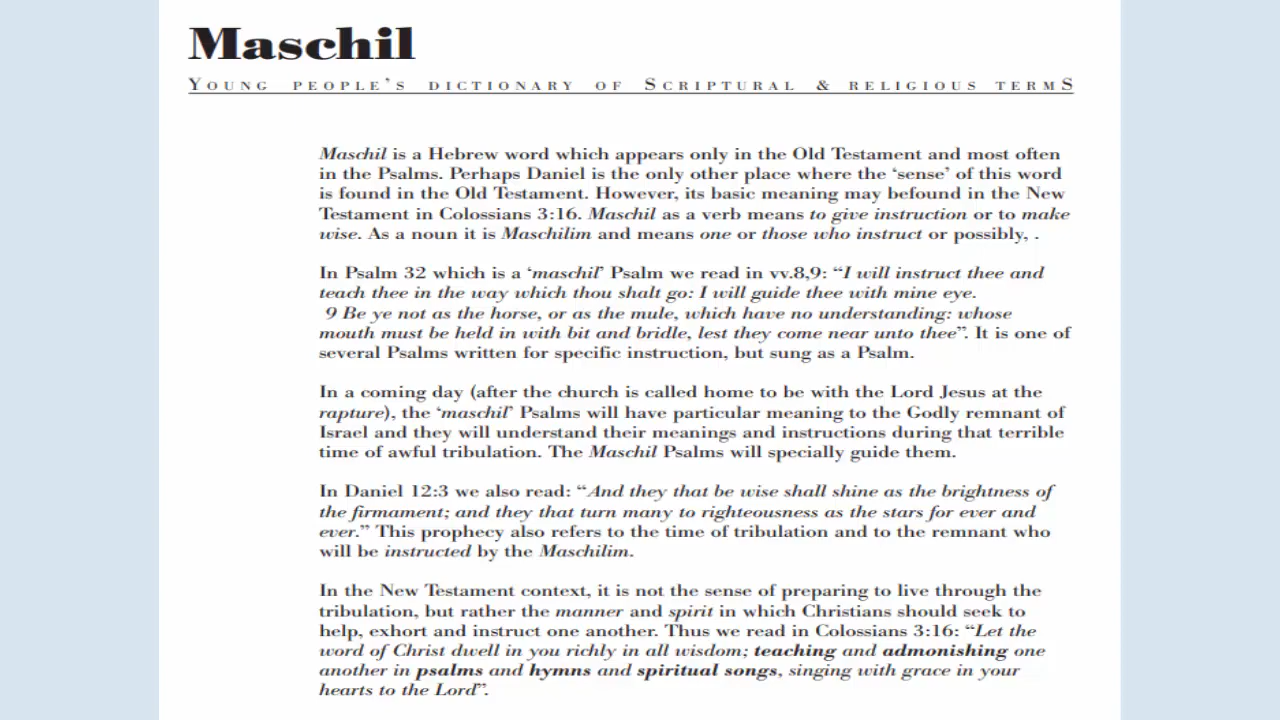 Maschil
Young people's dictionary of Scriptural & religious termS
Maschil is a Hebrew word which appears only in the Old Testament and most often
in the Psalms. Perhaps Daniel is the only other place where the 'sense' of this word
is found in the Old Testament. However, its basic meaning may befound in the New
Testament in Colossians 3:16. Maschil as a verb means to give instruction or to make
wise. As a noun it is Maschilim and means one or those who instruct or possibly, .
In Psalm 32 which is a 'maschil' Psalm we read in vv.8,9: "I will instruct thee and
teach thee in the way which thou shalt go: I will guide thee with mine eye.
9 Be ye not as the horse, or as the mule, which have no understanding: whose
mouth must be held in with bit and bridle, lest they come near unto thee". It is one of
several Psalms written for specific instruction, but sung as a Psalm.
In a coming day (after the church is called home to be with the Lord Jesus at the
rapture), the 'maschil' Psalms will have particular meaning to the Godly remnant of
Israel and they will understand their meanings and instructions during that terrible
time of awful tribulation. The Maschil Psalms will specially guide them.
In Daniel 12:3 we also read: "And they that be wise shall shine as the brightness of
the firmament; and they that turn many to righteousness as the stars for ever and
ever." This prophecy also refers to the time of tribulation and to the remnant who
will be instructed by the Maschilim.
In the New Testament context, it is not the sense of preparing to live through the
tribulation, but rather the manner and spirit in which Christians should seek to
help, exhort and instruct one another. Thus we read in Colossians 3:16: "Let the
word of Christ dwell in you richly in all wisdom; teaching and admonishing one
another in psalms and hymns and spiritual songs, singing with grace in your
hearts to the Lord".